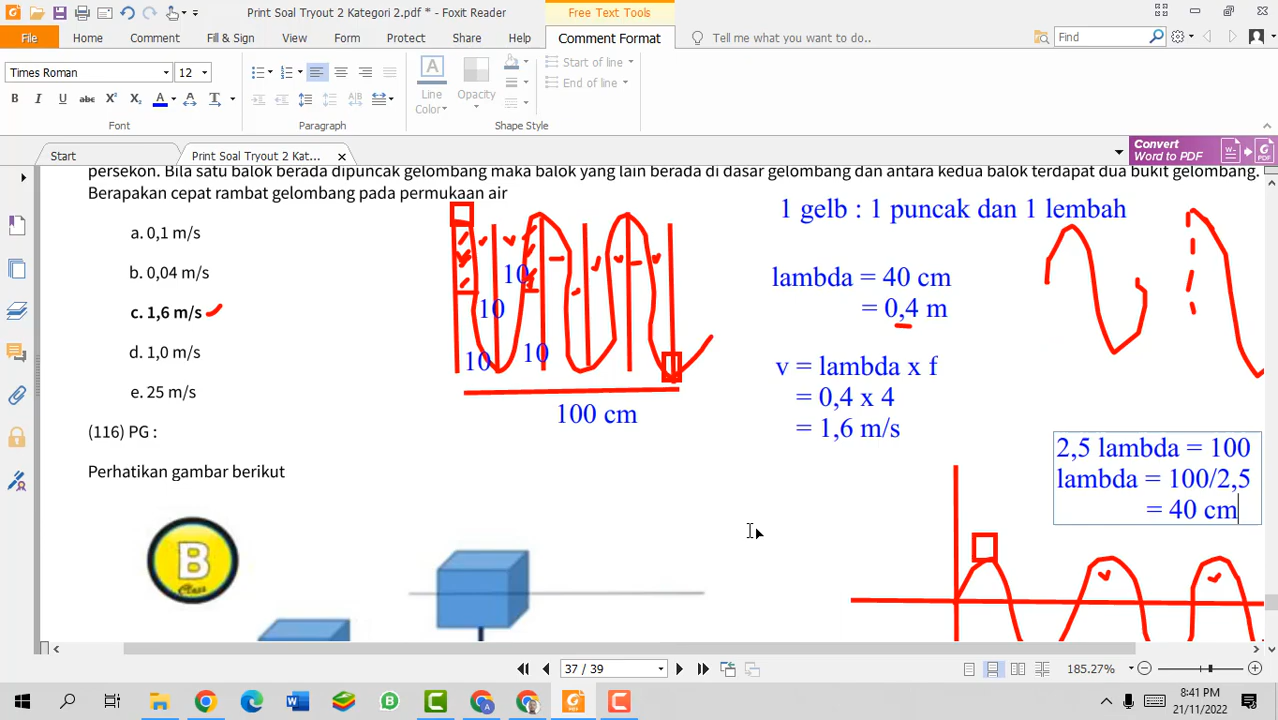 Print Soal Tryout 2 Kategori 2.pdf * - Foxit Reader
Free Text Tools
File
Home
Comment
Fill & Sign
View
Form
Protect
Share
Help
Comment Format
Tell me what you want to do...
Find
Times Roman
12
Line Color
Opacity
Start of line
End of line
Font
Paragraph
Shape Style
Start
Print Soal Tryout 2 Kat...
Convert
Word to PDF
persekon. Bila satu balok berada dipuncak gelombang maka balok yang lain berada di dasar gelombang dan antara kedua balok terdapat dua bukit gelombang.
Berapakan cepat rambat gelombang pada permukaan air
a. 0,1 m/s
b. 0,04 m/s
c. 1,6 m/s
d. 1,0 m/s
e. 25 m/s
(116) PG :
Perhatikan gambar berikut
10
10
10
10
100 cm
1 gelb : 1 puncak dan 1 lembah
lambda = 40 cm
= 0,4 m
v = lambda x f
= 0,4 x 4
= 1,6 m/s
2,5 lambda = 100
lambda = 100/2,5
= 40 cm
B
Class
37 / 39
185.27%
8:41 PM
21/11/2022